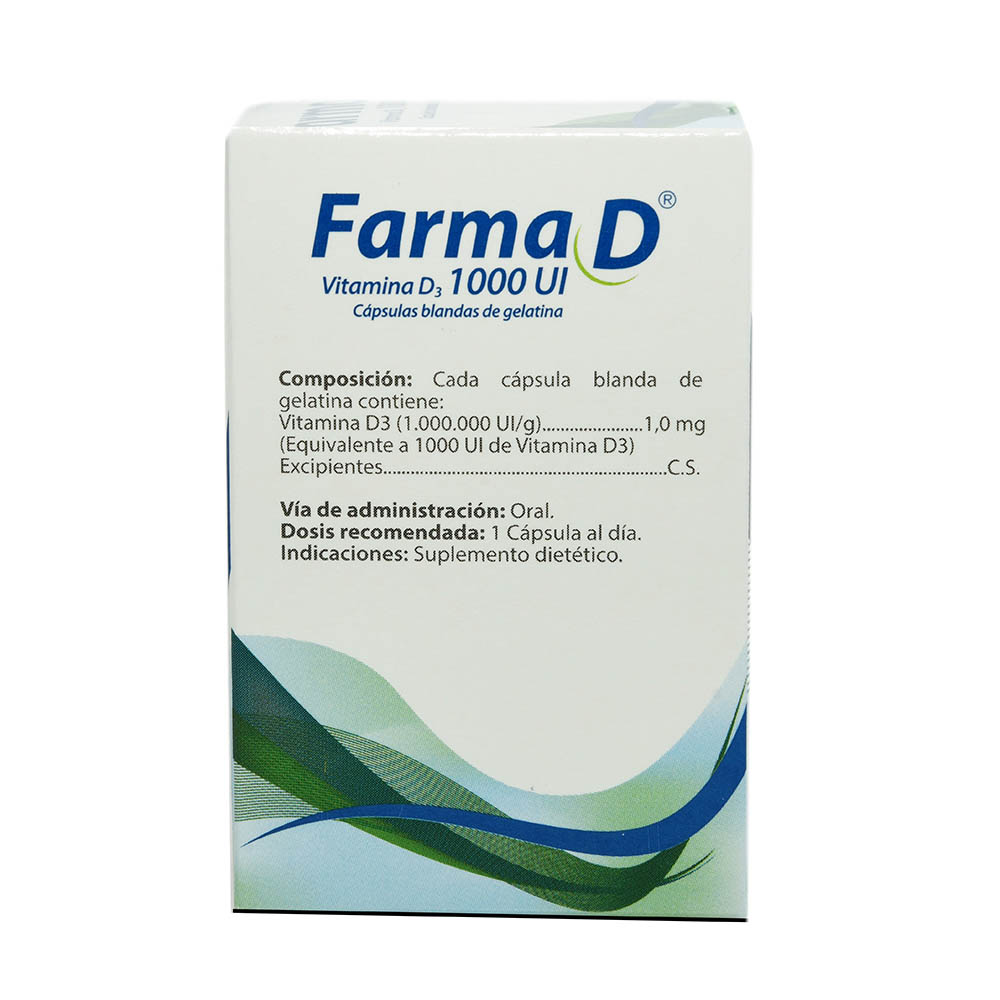 Farma D®
Vitamina D3 1000 UI
Cápsulas blandas de gelatina
Composición: Cada cápsula blanda de
gelatina contiene:
Vitamina D3 (1.000.000 UI/g)......................1,0 mg
(Equivalente a 1000 UI de Vitamina D3)
Excipientes..............................................................C.S.
Vía de administración: Oral.
Dosis recomendada: 1 Cápsula al día.
Indicaciones: Suplemento dietético.